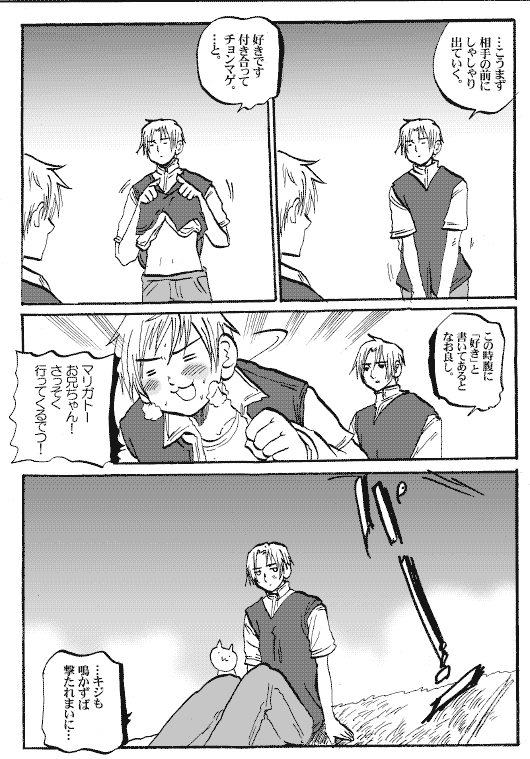 …こうまず
相手の前に
しゃしゃり
出ていく。
好きです
付き合って
チョンマゲ。
…と。
この時腹に
「好き」と
書いてあると
なお良し。
マリガトー
お兄ちゃん！
さっそく
行ってくるでつ！
…キジも
鳴かずば
撃たれまいに…